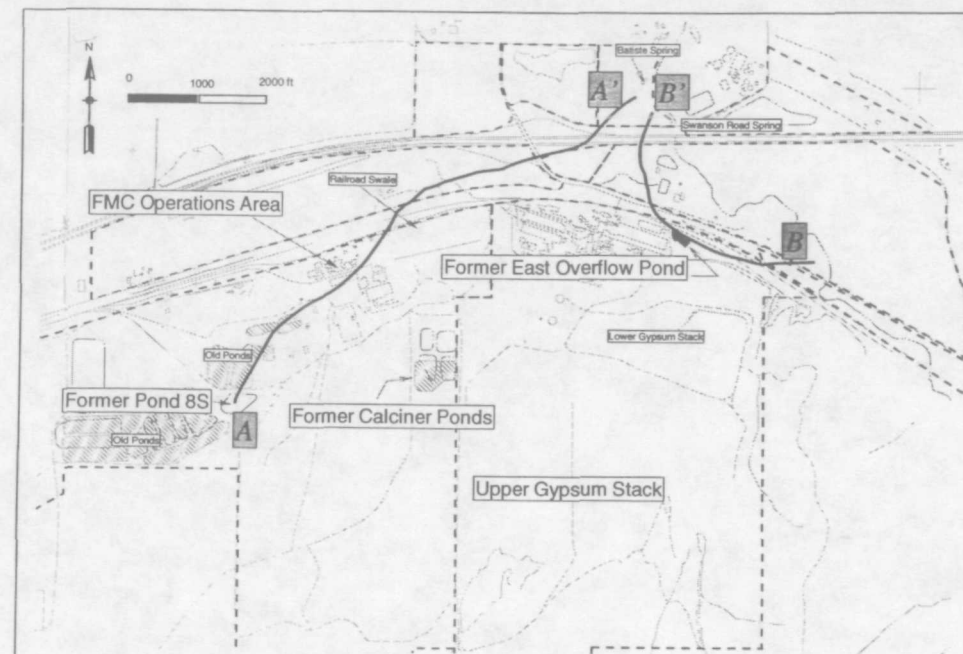 N
0 1000 2000 ft
Batiste Spring
A'
B'
Swanson Road Spring
Railroad Swale
FMC Operations Area
B
Former East Overflow Pond
Lower Gypsum Stack
Old Ponds
Former Pond 8S
Former Calciner Ponds
A
Old Ponds
Upper Gypsum Stack